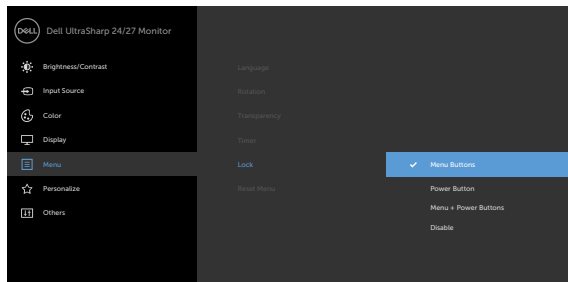 DELL
Dell UltraSharp 24/27 Monitor
Brightness/Contrast
Input Source
Color
Display
Menu
Personalize
Others
Language
Rotation
Transparency
Timer
Lock
Reset Menu
Menu Buttons
Power Button
Menu + Power Buttons
Disable